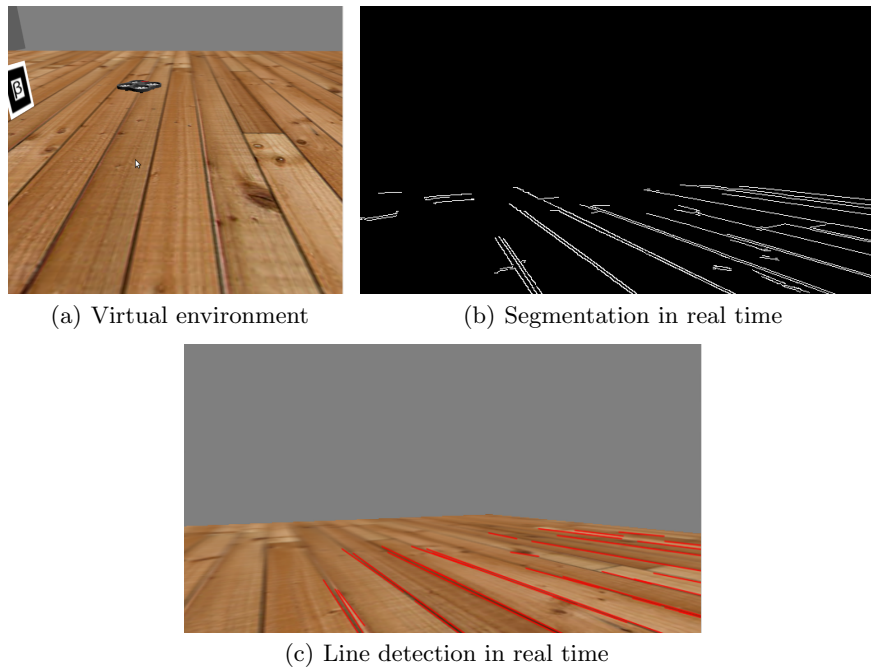 β
(a) Virtual environment
(b) Segmentation in real time
(c) Line detection in real time